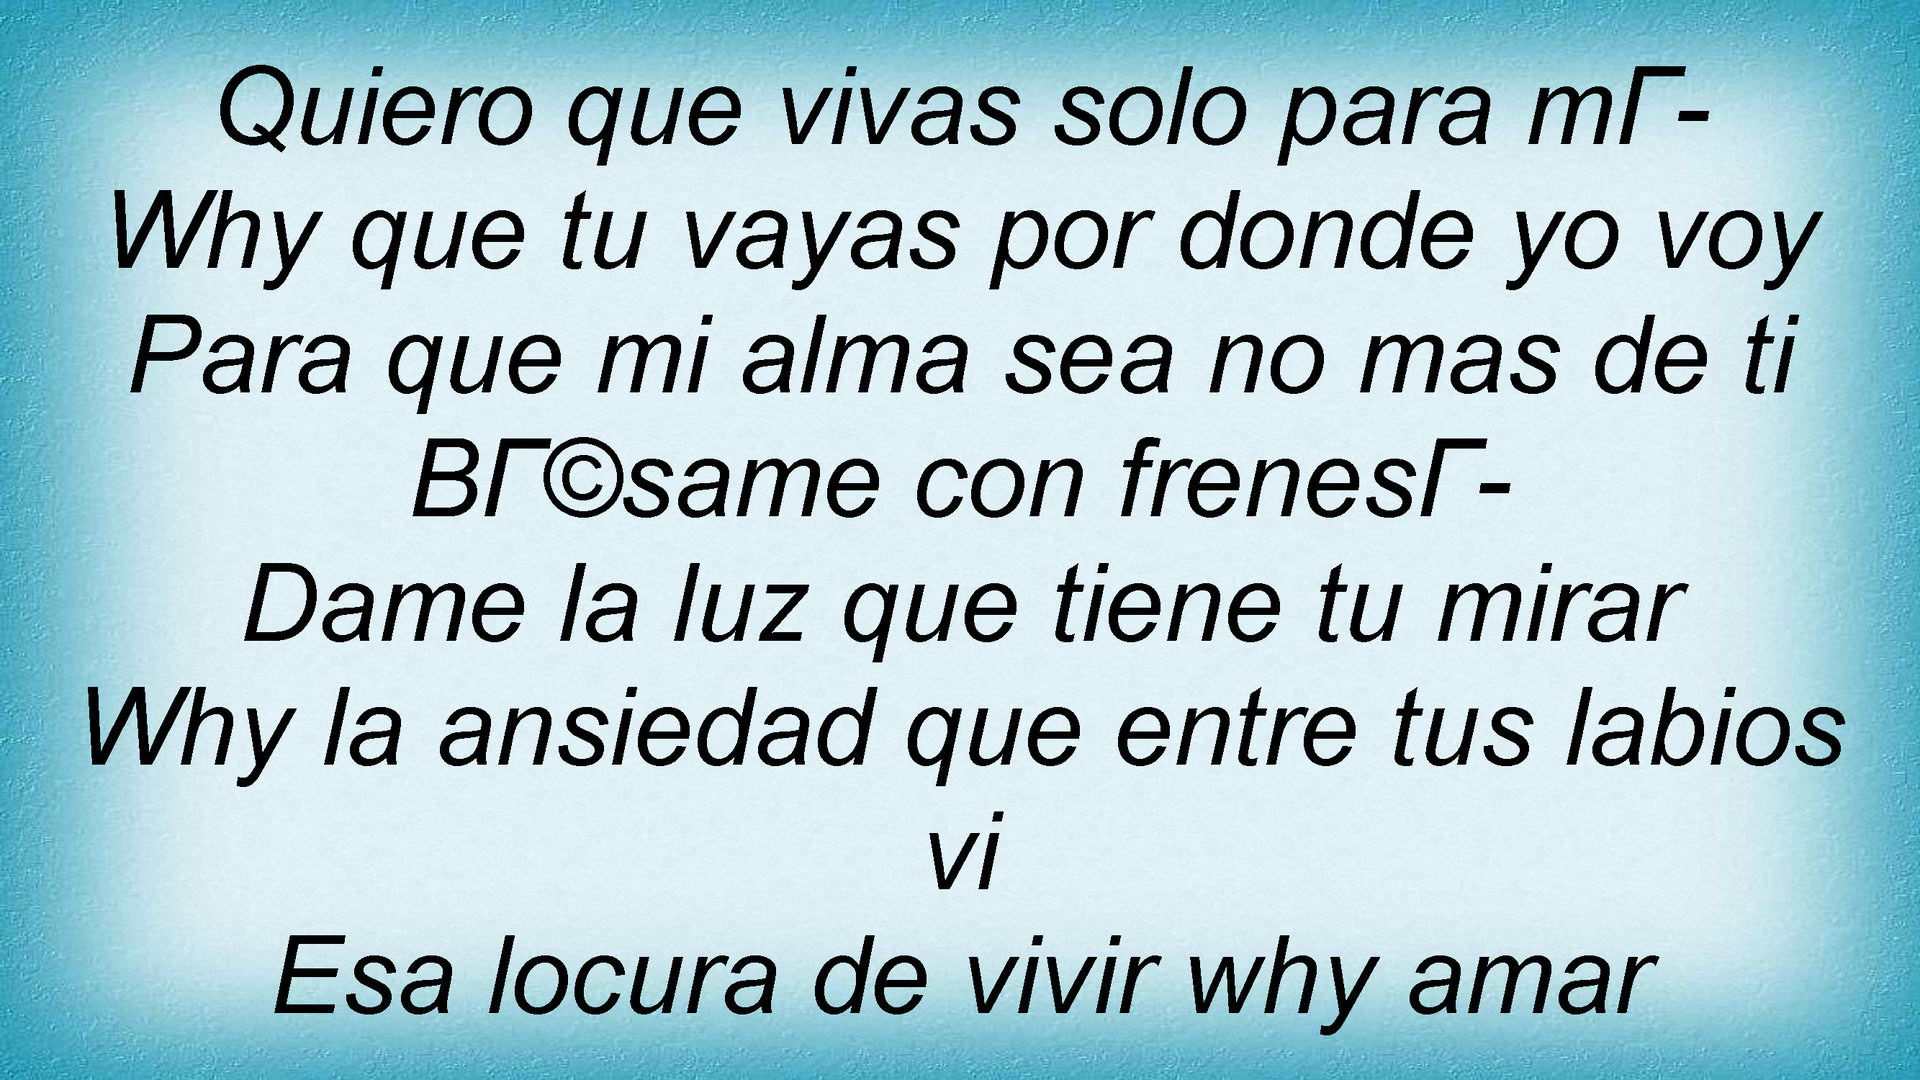 Quiero que vivas solo para mГ-
Why que tu vayas por donde yo voy
Para que mi alma sea no mas de ti
BГ©same con frenesГ-
Dame la luz que tiene tu mirar
Why la ansiedad que entre tus labios
vi
Esa locura de vivir why amar